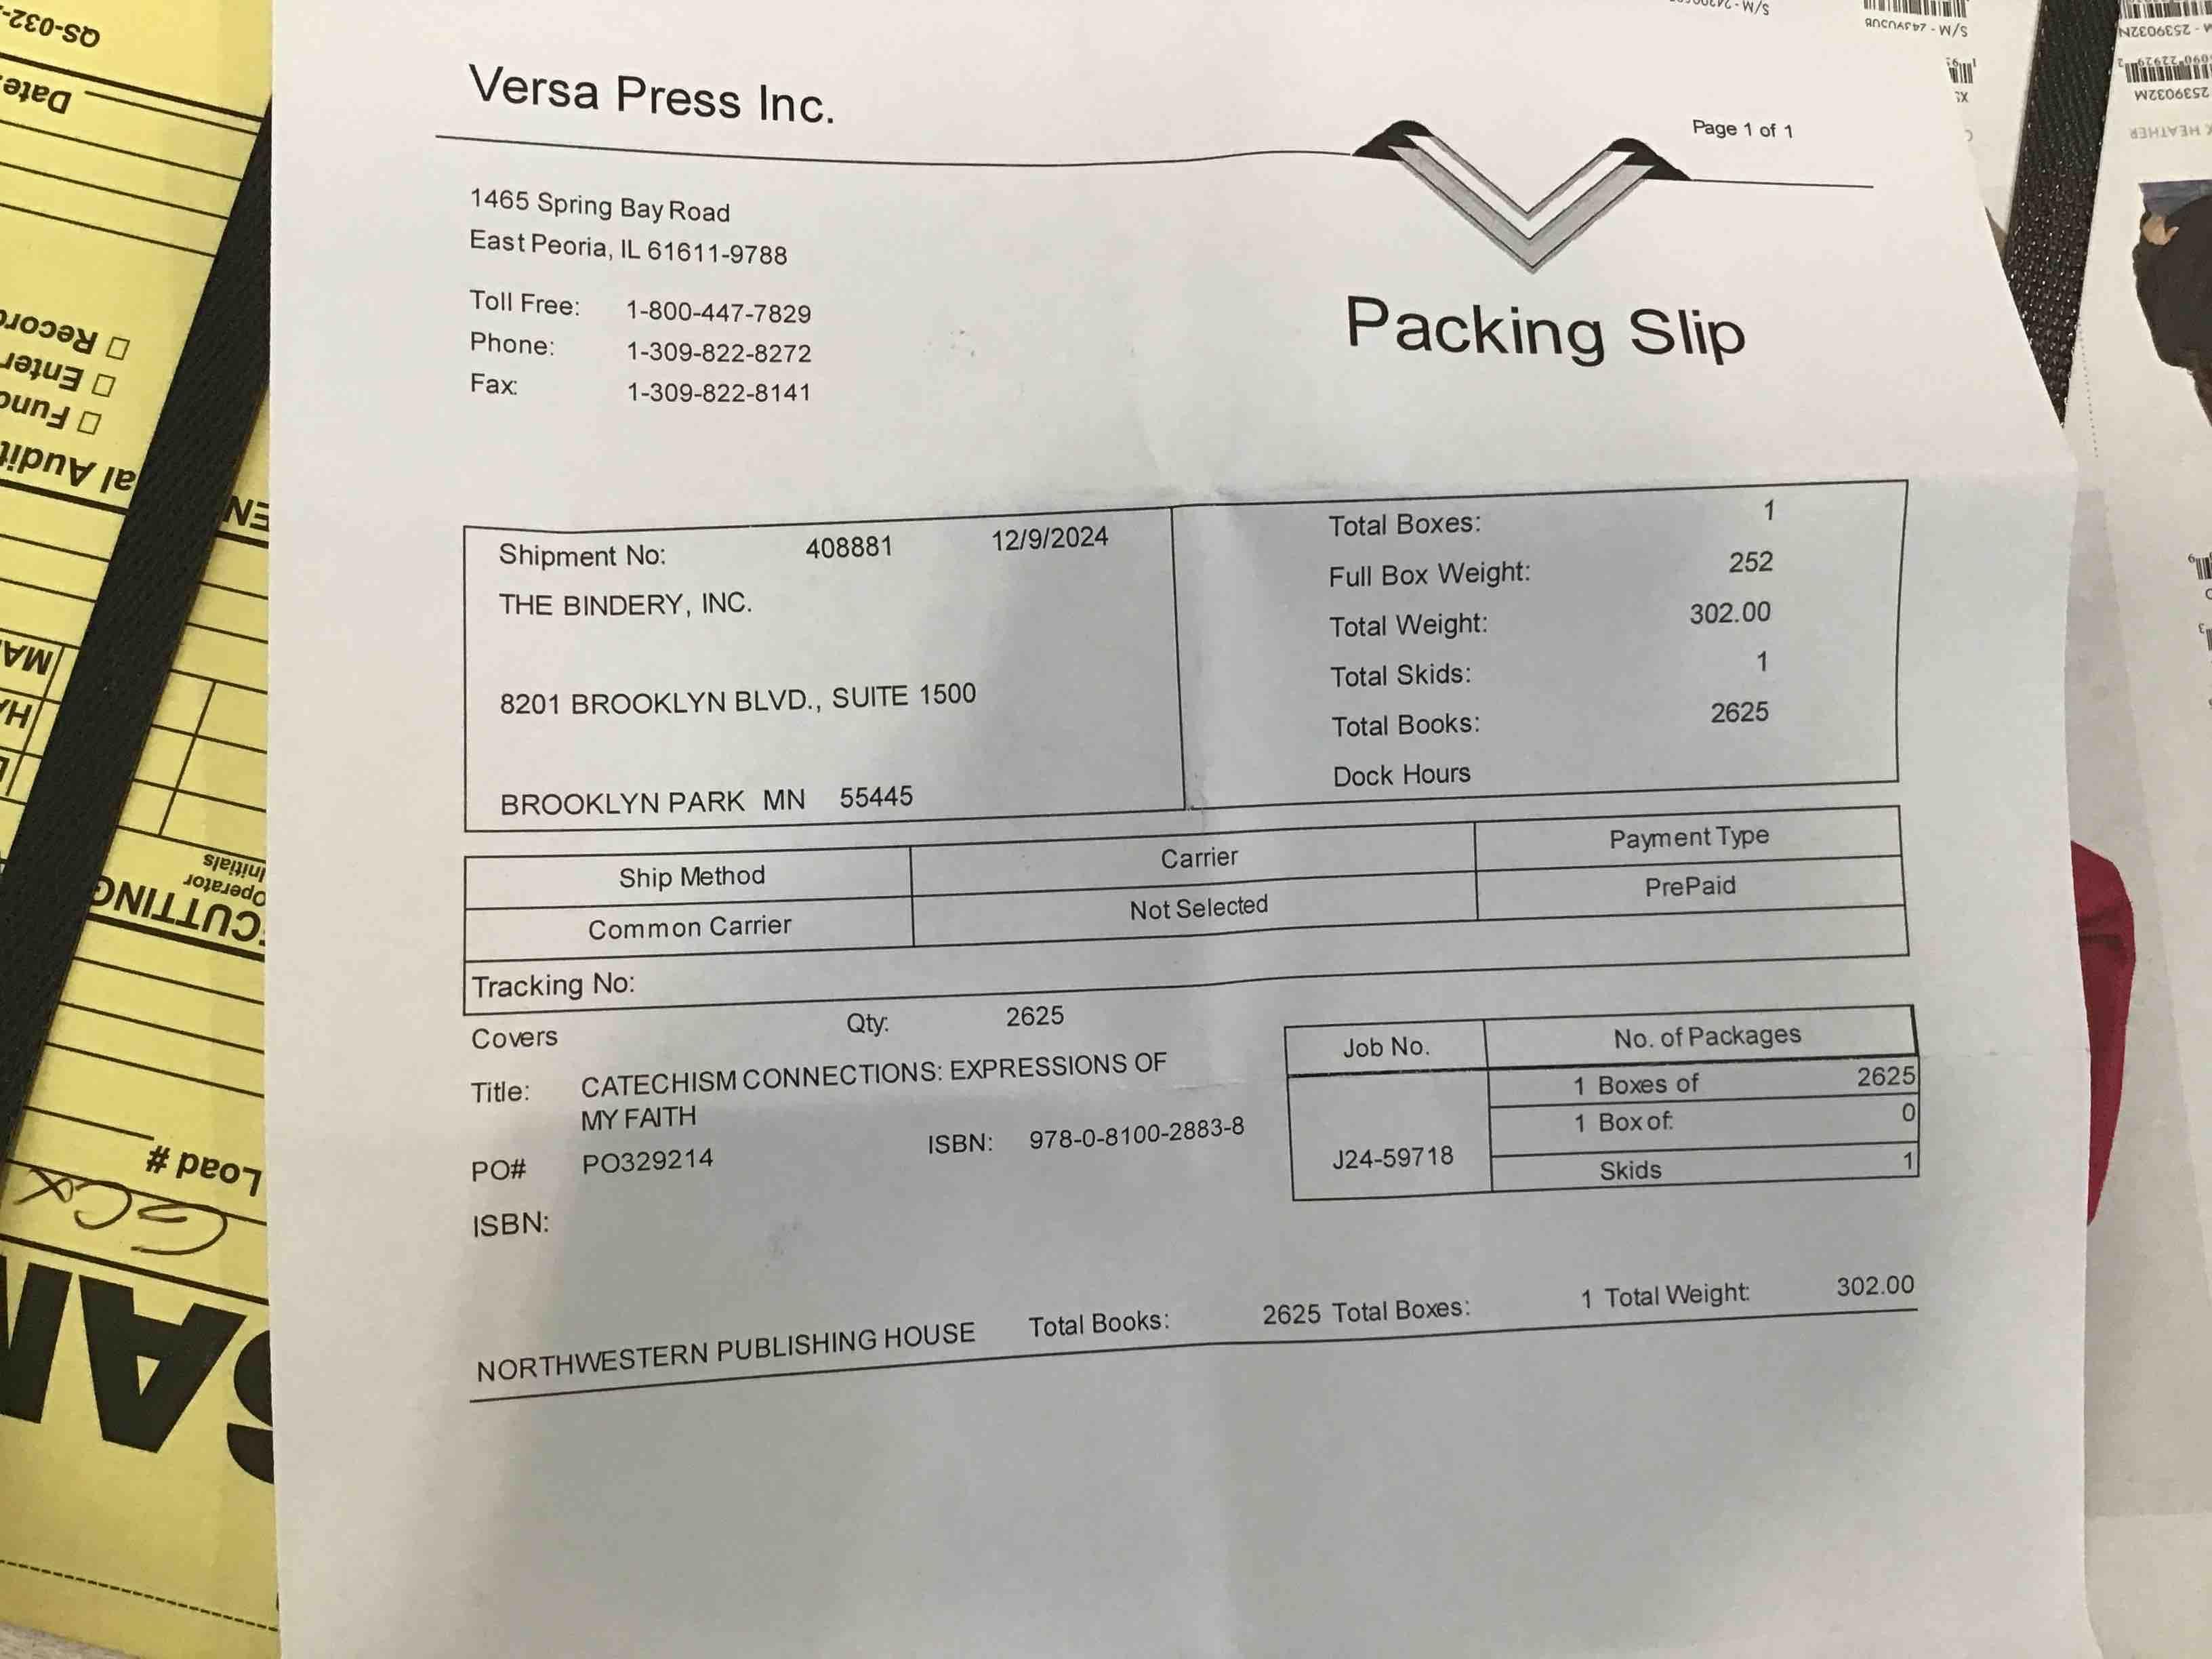 Versa Press Inc.
Page 1 of 1
1465 Spring Bay Road
East Peoria, IL 61611-9788
Toll Free: 1-800-447-7829
Phone: 1-309-822-8272
Fax: 1-309-822-8141
Packing Slip
Shipment No: 408881 12/9/2024
THE BINDERY, INC.
8201 BROOKLYN BLVD., SUITE 1500
BROOKLYN PARK MN 55445
Total Boxes: 1
Full Box Weight: 252
Total Weight: 302.00
Total Skids: 1
Total Books: 2625
Dock Hours
Ship Method Carrier Payment Type
Common Carrier Not Selected PrePaid
Tracking No:
Covers Qty: 2625
Title: CATECHISM CONNECTIONS: EXPRESSIONS OF
MY FAITH
PO# PO329214 ISBN: 978-0-8100-2883-8
ISBN:
Job No. No. of Packages
J24-59718
1 Boxes of 2625
1 Box of: 0
Skids 1
NORTHWESTERN PUBLISHING HOUSE Total Books: 2625 Total Boxes: 1 Total Weight: 302.00
QS-032-
Date:
Load #
CUTTING
Operator
Initials
al Audit
Enter
2539032M
HEATHER
2539032N
S/M